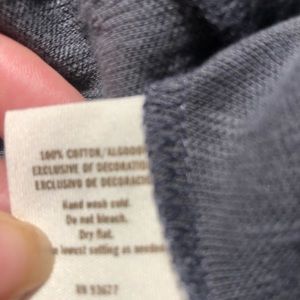 100% COTTON/ALGODON
EXCLUSIVE OF DECORATION
EXCLUSIVO DE DECORACIO
Hand wash cold.
Do not bleach.
Dry flat.
lowest setting as needed
RN 93627